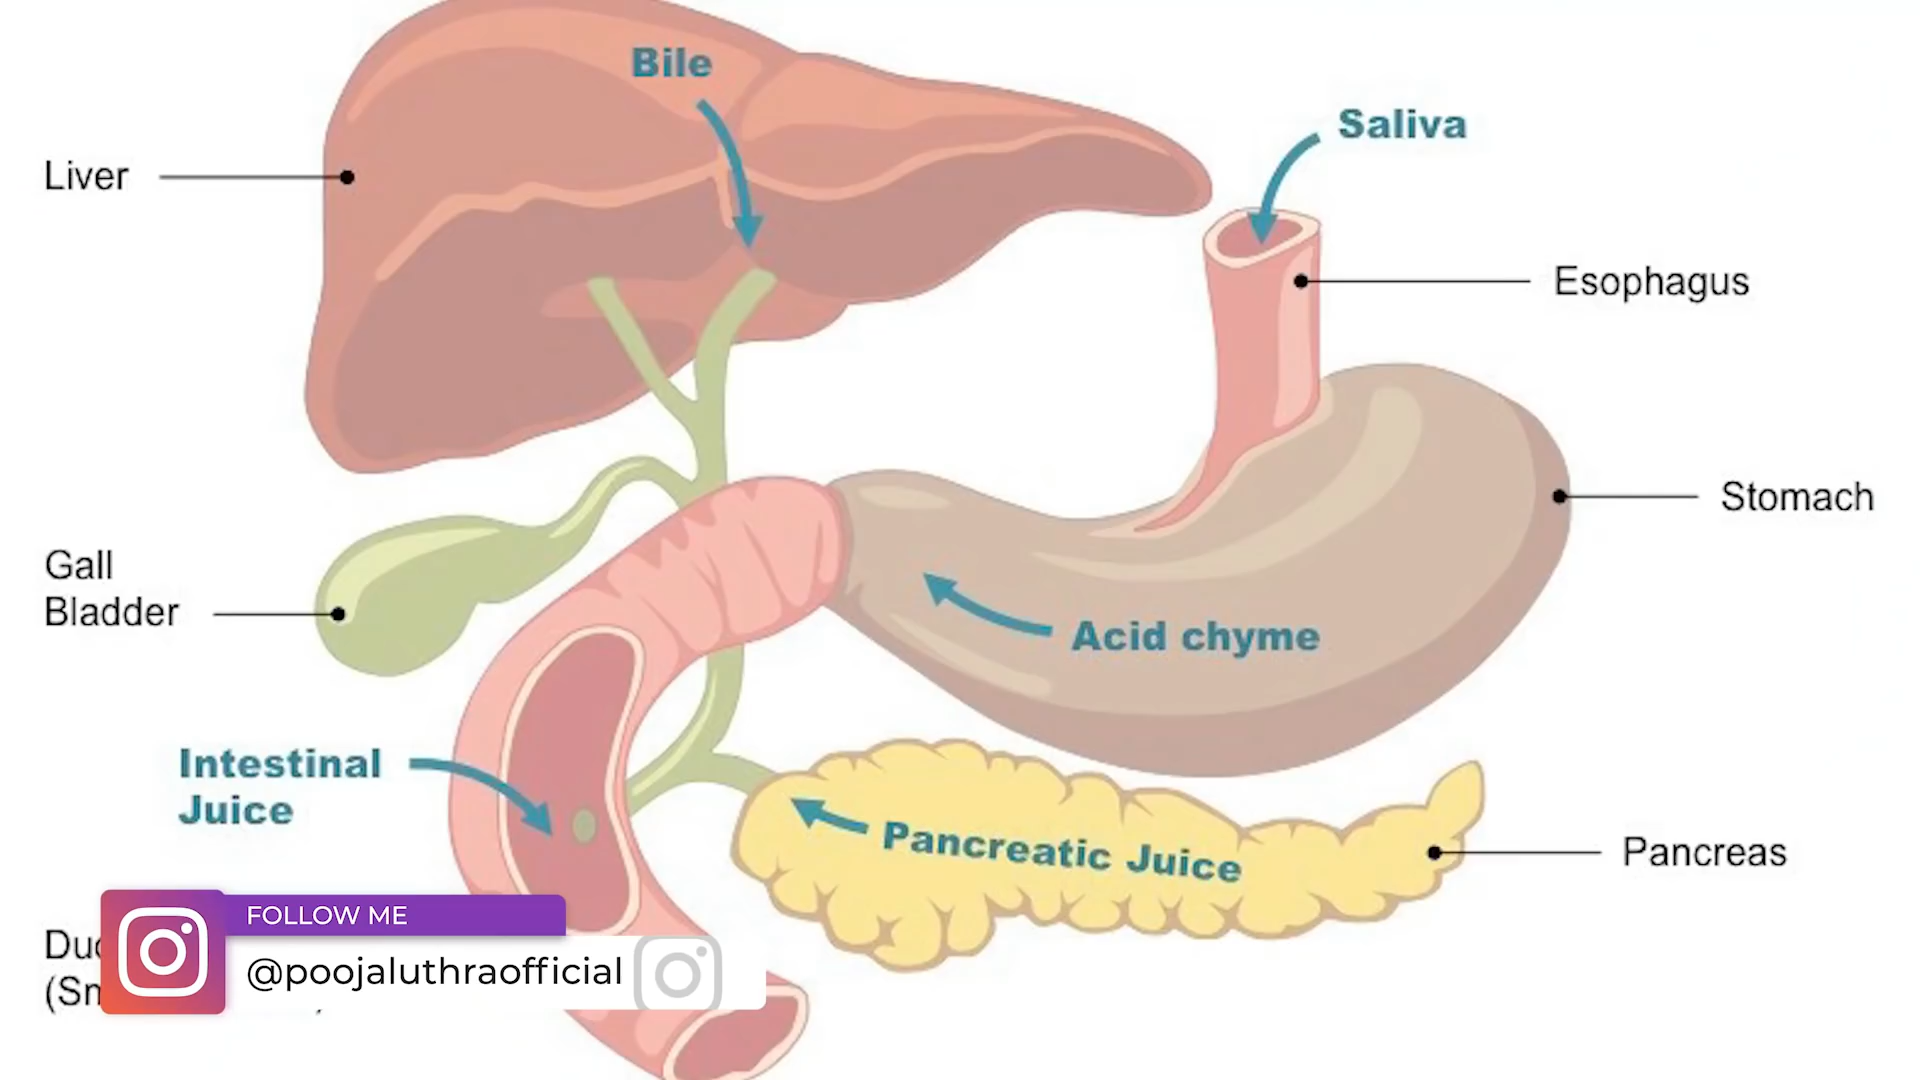 Bile
Saliva
Liver
Esophagus
Stomach
Gall
Bladder
Acid chyme
Intestinal
Juice
Pancreatic Juice
Pancreas
FOLLOW ME
@poojaluthraofficial